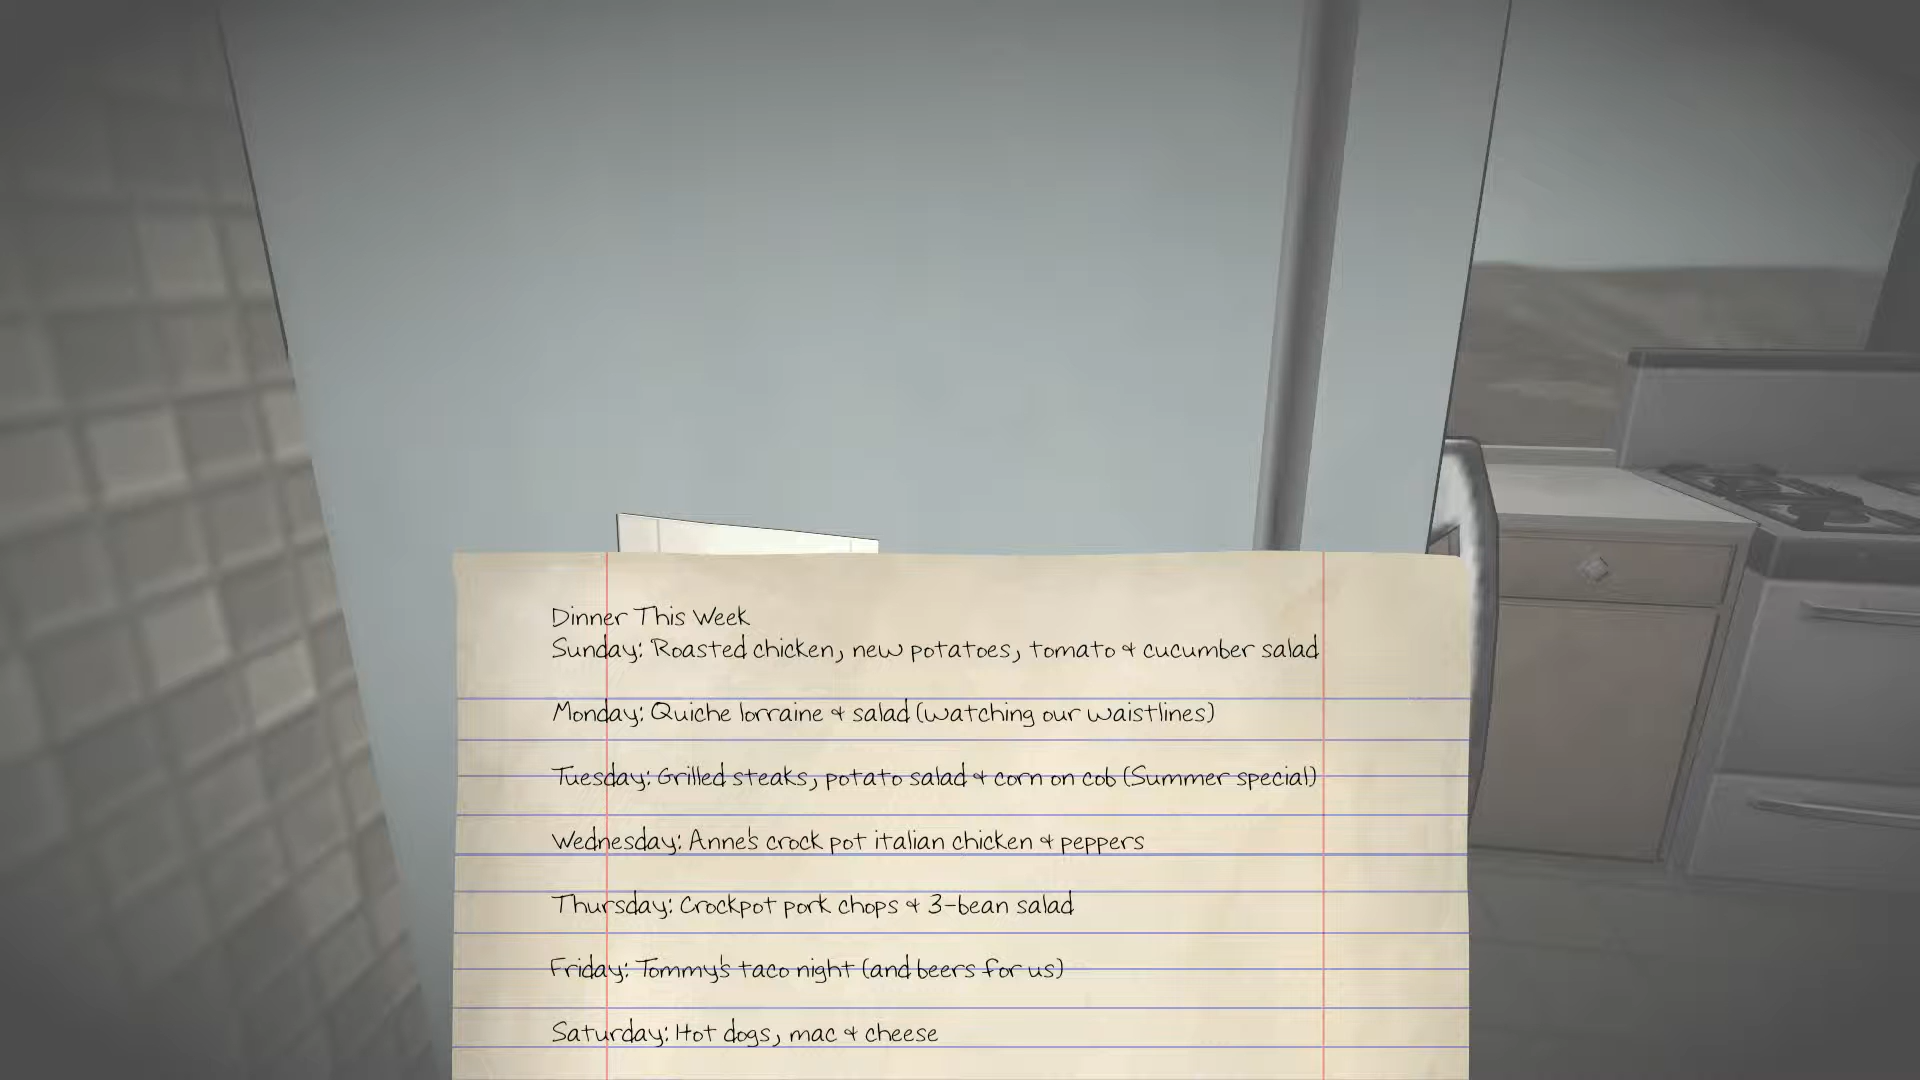 Dinner This Week
Sunday: Roasted chicken, new potatoes, tomato & cucumber salad
Monday: Quiche lorraine & salad (watching our waistlines)
Tuesday: Grilled steaks, potato salad & corn on cob (Summer special)
Wednesday: Anne's crock pot italian chicken & peppers
Thursday: Crockpot pork chops & 3-bean salad
Friday: Tommy's taco night (and beers for us)
Saturday: Hot dogs, mac & cheese